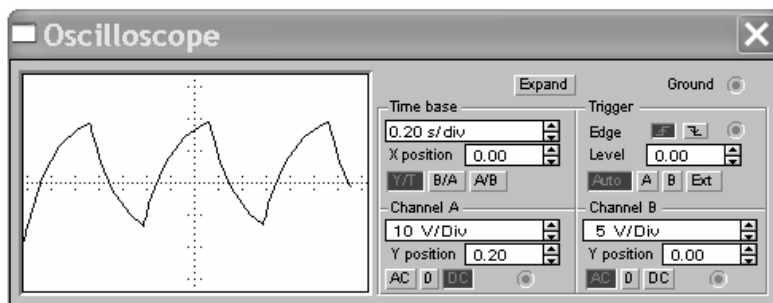 Oscilloscope
Expand
Ground
Time base
0.20 s/div
X position 0.00
Y/T B/A A/B
Trigger
Edge
Level 0.00
Auto A B Ext
Channel A
10 V/Div
Y position 0.20
AC 0 DC
Channel B
5 V/Div
Y position 0.00
AC 0 DC